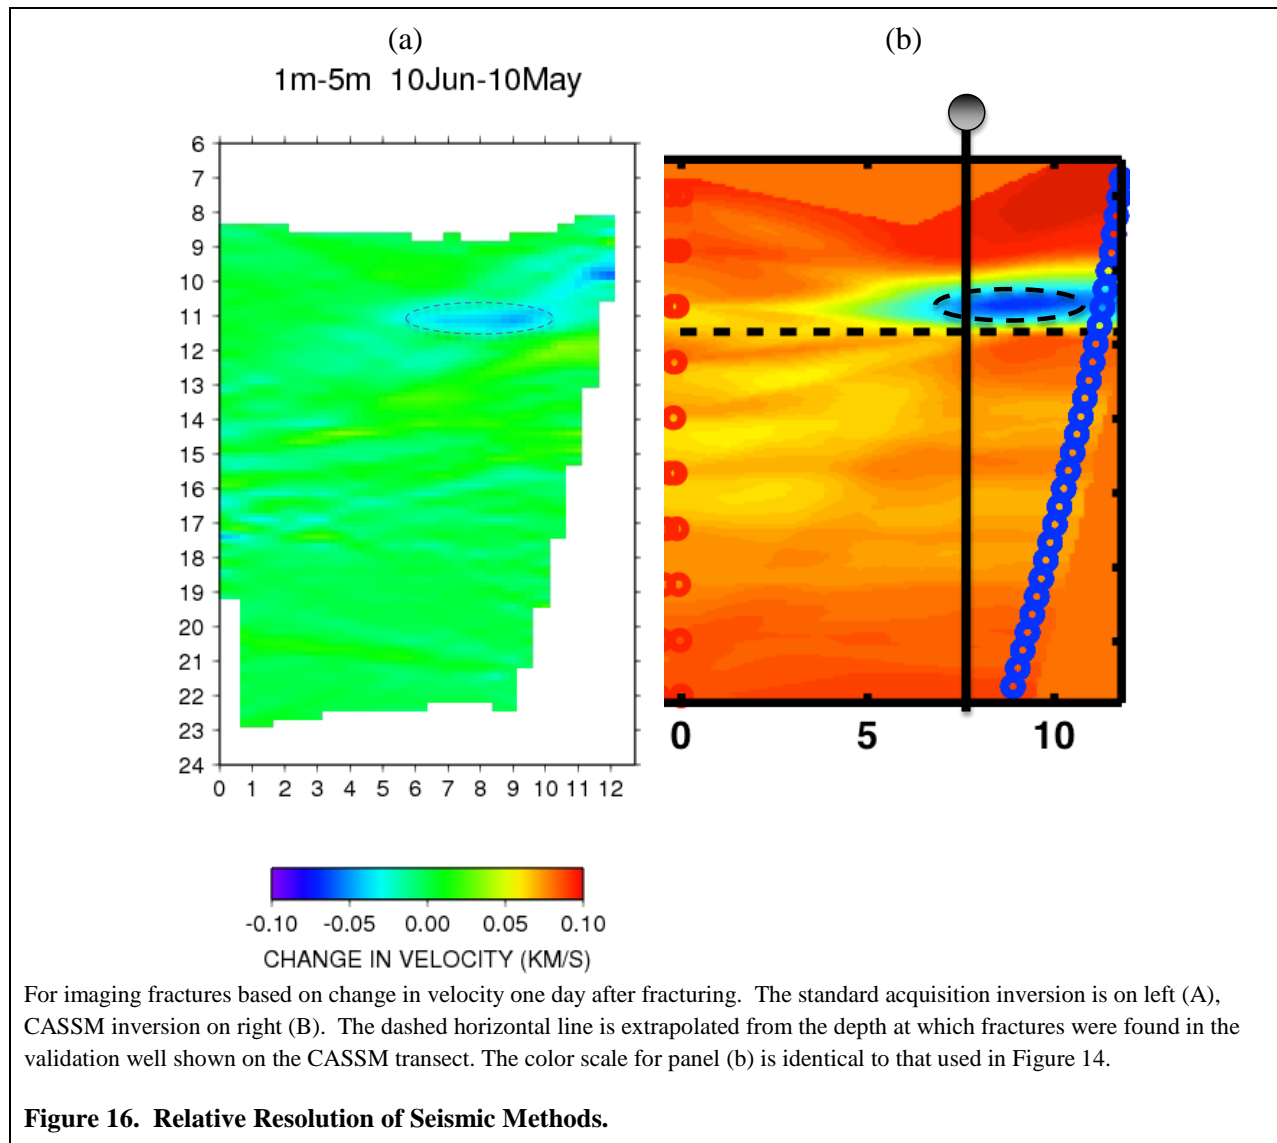 (a)
(b)
1m-5m 10Jun-10May
6
7
8
9
10
11
12
13
14
15
16
17
18
19
20
21
22
23
24
0 1 2 3 4 5 6 7 8 9 10 11 12
0 5 10
-0.10 -0.05 0.00 0.05 0.10
CHANGE IN VELOCITY (KM/S)
For imaging fractures based on change in velocity one day after fracturing. The standard acquisition inversion is on left (A),
CASSM inversion on right (B). The dashed horizontal line is extrapolated from the depth at which fractures were found in the
validation well shown on the CASSM transect. The color scale for panel (b) is identical to that used in Figure 14.
Figure 16. Relative Resolution of Seismic Methods.